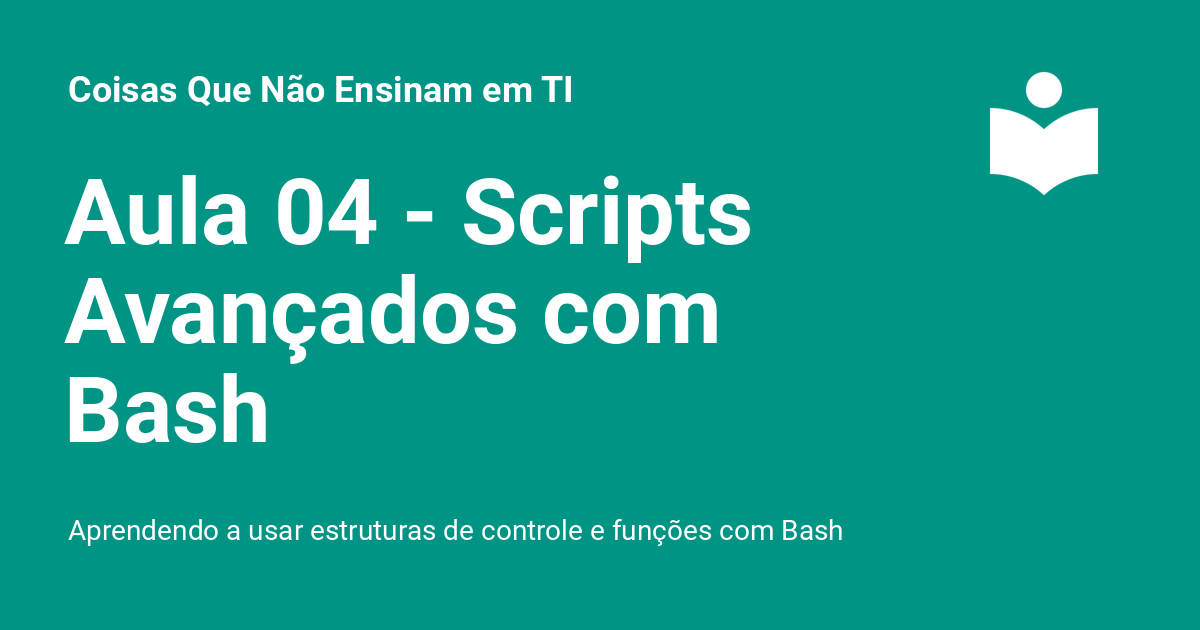 Coisas Que Não Ensinam em TI
Aula 04 - Scripts
Avançados com
Bash
Aprendendo a usar estruturas de controle e funções com Bash